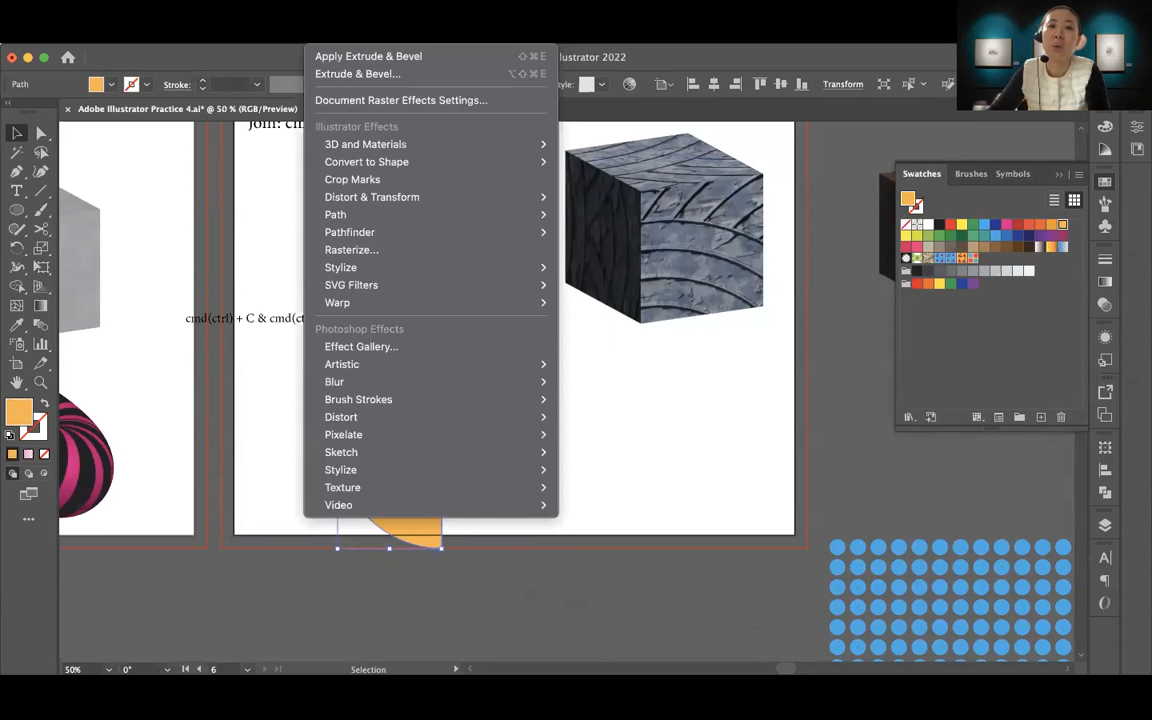 Apply Extrude & Bevel ⇧⌘E
Illustrator 2022
Extrude & Bevel... ⌥⇧⌘E
Path
Stroke:
Style:
Transform
Document Raster Effects Settings...
Adobe Illustrator Practice 4.ai* @ 50 % (RGB/Preview)
Illustrator Effects
3D and Materials
Convert to Shape
Crop Marks
Distort & Transform
Path
Pathfinder
Rasterize...
Stylize
SVG Filters
Warp
Photoshop Effects
Effect Gallery...
Artistic
Blur
Brush Strokes
Distort
Pixelate
Sketch
Stylize
Texture
Video
cmd(ctrl) + C & cmd(ct
Swatches Brushes Symbols
50% 0° 6 Selection